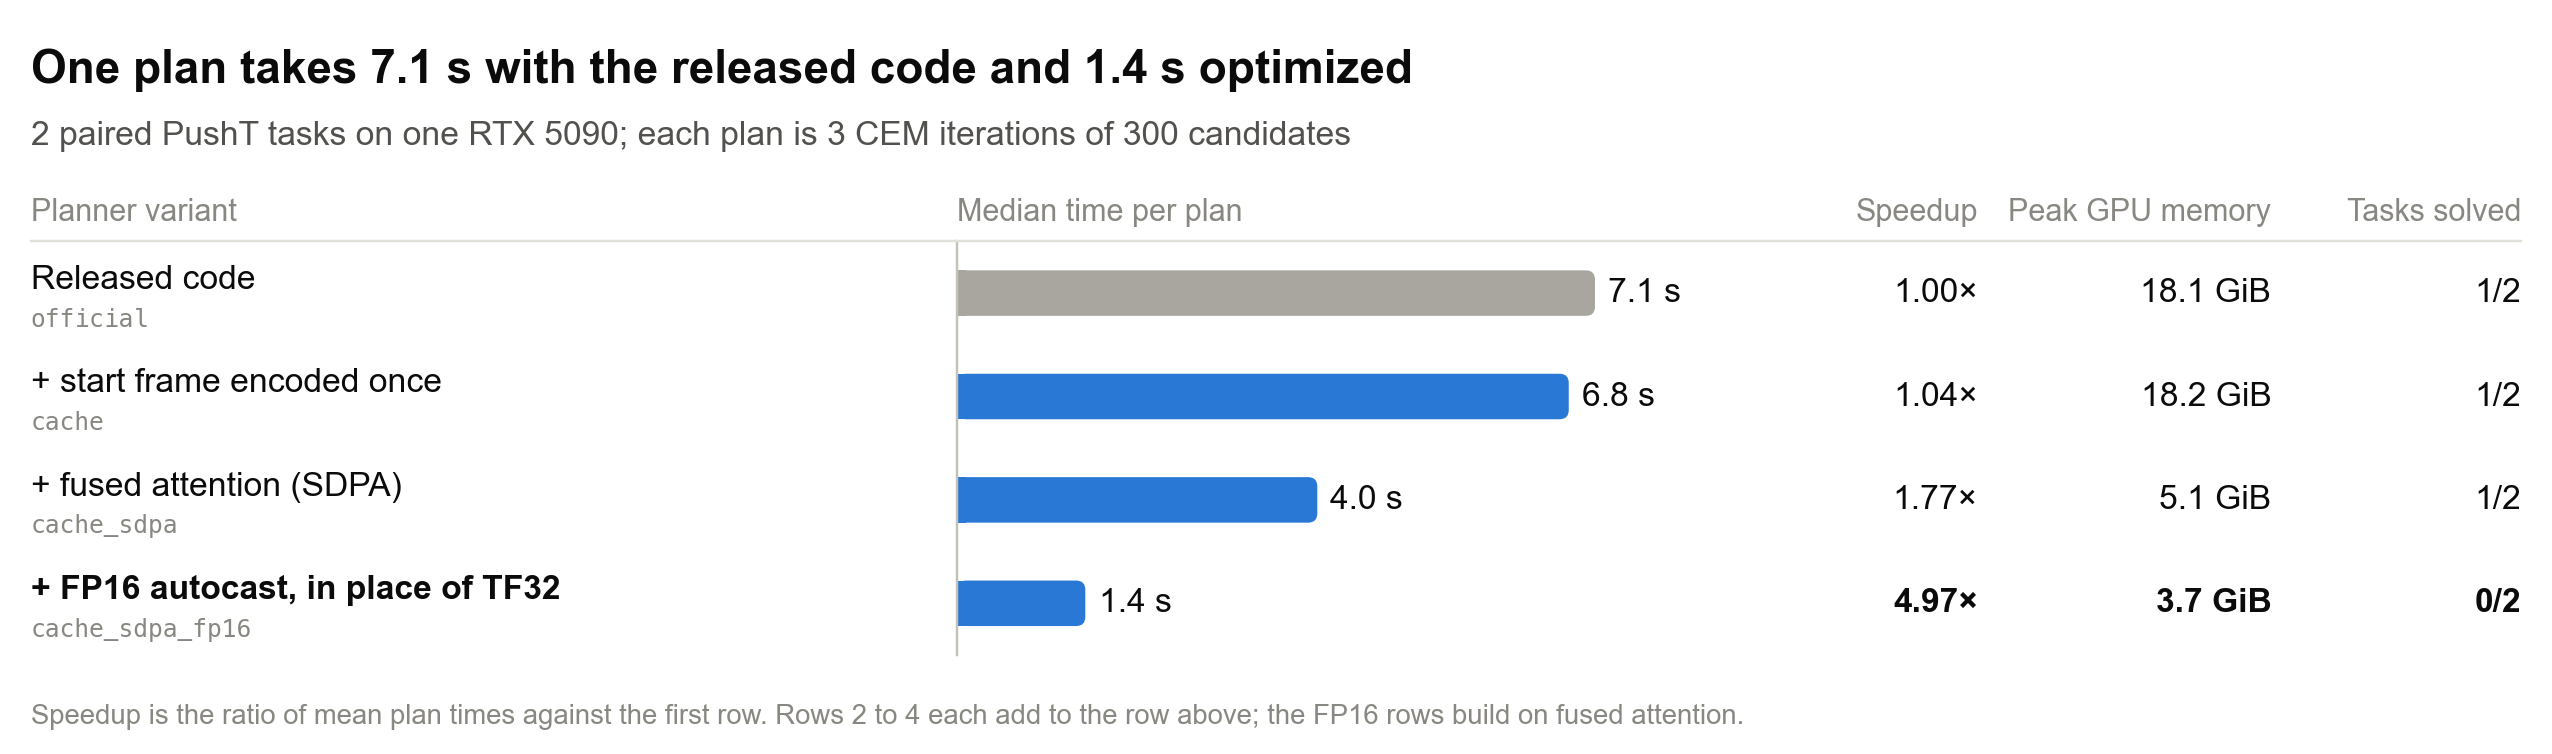 One plan takes 7.1 s with the released code and 1.4 s optimized
2 paired PushT tasks on one RTX 5090; each plan is 3 CEM iterations of 300 candidates
Planner variant Median time per plan Speedup Peak GPU memory Tasks solved
Released code 7.1 s 1.00× 18.1 GiB 1/2
official
+ start frame encoded once 6.8 s 1.04× 18.2 GiB 1/2
cache
+ fused attention (SDPA) 4.0 s 1.77× 5.1 GiB 1/2
cache_sdpa
+ FP16 autocast, in place of TF32 1.4 s 4.97× 3.7 GiB 0/2
cache_sdpa_fp16
Speedup is the ratio of mean plan times against the first row. Rows 2 to 4 each add to the row above; the FP16 rows build on fused attention.